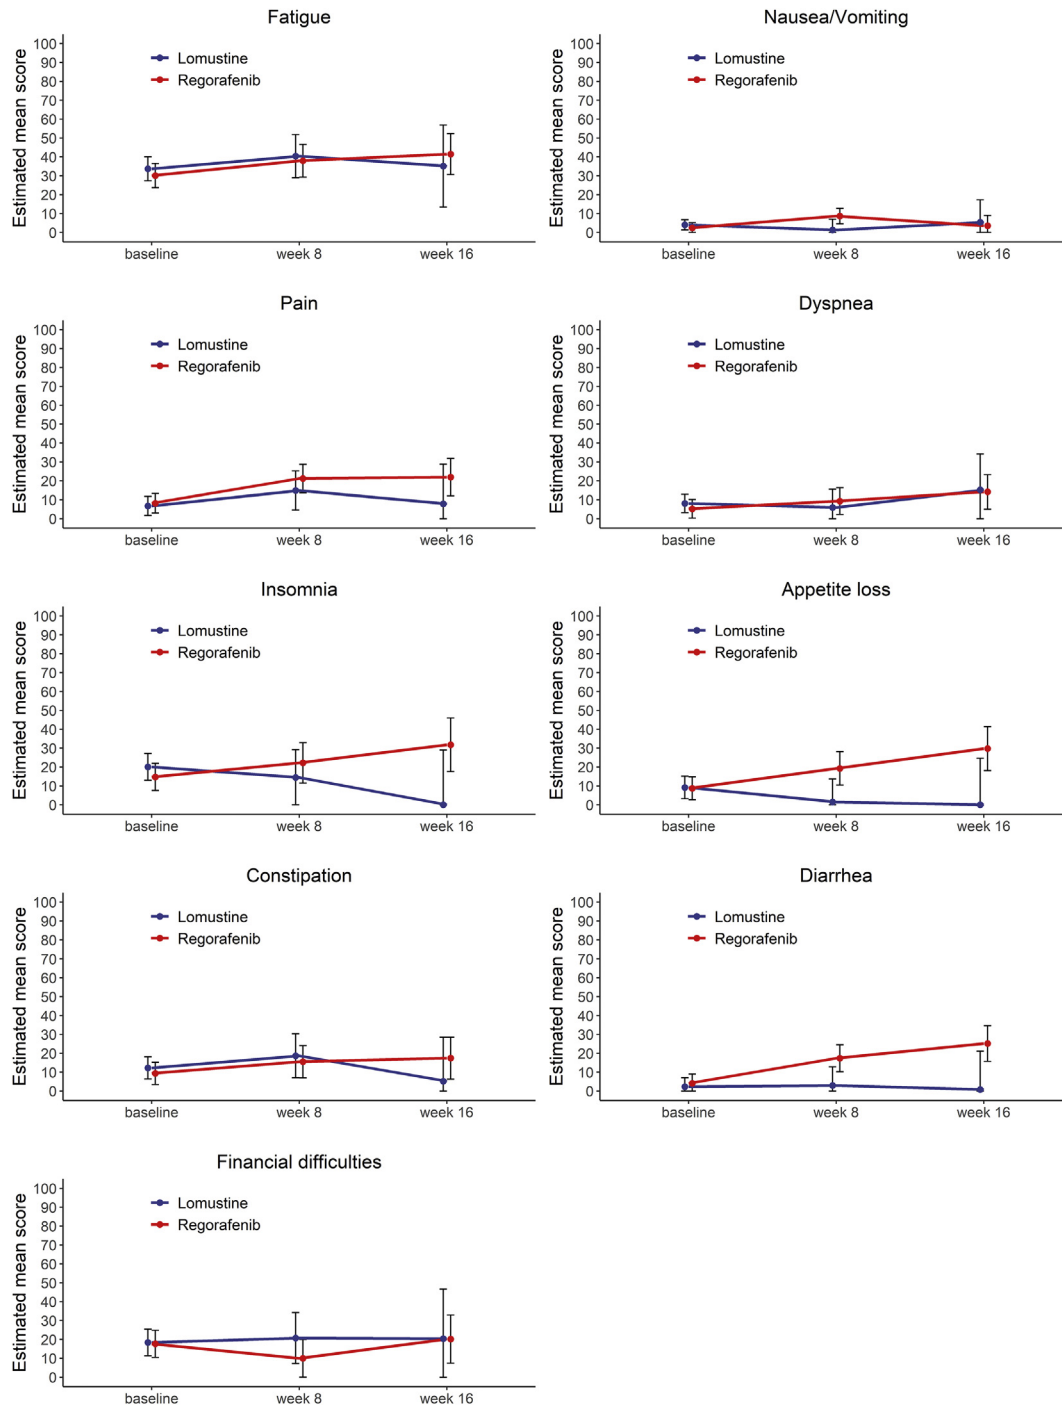 Fatigue
Estimated mean score
100
90
80
70
60
50
40
30
20
10
0
Lomustine
Regorafenib
baseline week 8 week 16
Nausea/Vomiting
Estimated mean score
100
90
80
70
60
50
40
30
20
10
0
Lomustine
Regorafenib
baseline week 8 week 16
Pain
Estimated mean score
100
90
80
70
60
50
40
30
20
10
0
Lomustine
Regorafenib
baseline week 8 week 16
Dyspnea
Estimated mean score
100
90
80
70
60
50
40
30
20
10
0
Lomustine
Regorafenib
baseline week 8 week 16
Insomnia
Estimated mean score
100
90
80
70
60
50
40
30
20
10
0
Lomustine
Regorafenib
baseline week 8 week 16
Appetite loss
Estimated mean score
100
90
80
70
60
50
40
30
20
10
0
Lomustine
Regorafenib
baseline week 8 week 16
Constipation
Estimated mean score
100
90
80
70
60
50
40
30
20
10
0
Lomustine
Regorafenib
baseline week 8 week 16
Diarrhea
Estimated mean score
100
90
80
70
60
50
40
30
20
10
0
Lomustine
Regorafenib
baseline week 8 week 16
Financial difficulties
Estimated mean score
100
90
80
70
60
50
40
30
20
10
0
Lomustine
Regorafenib
baseline week 8 week 16